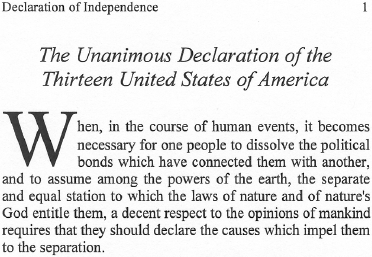 Declaration of Independence 1
The Unanimous Declaration of the
Thirteen United States of America
When, in the course of human events, it becomes
necessary for one people to dissolve the political
bonds which have connected them with another,
and to assume among the powers of the earth, the separate
and equal station to which the laws of nature and of nature's
God entitle them, a decent respect to the opinions of mankind
requires that they should declare the causes which impel them
to the separation.